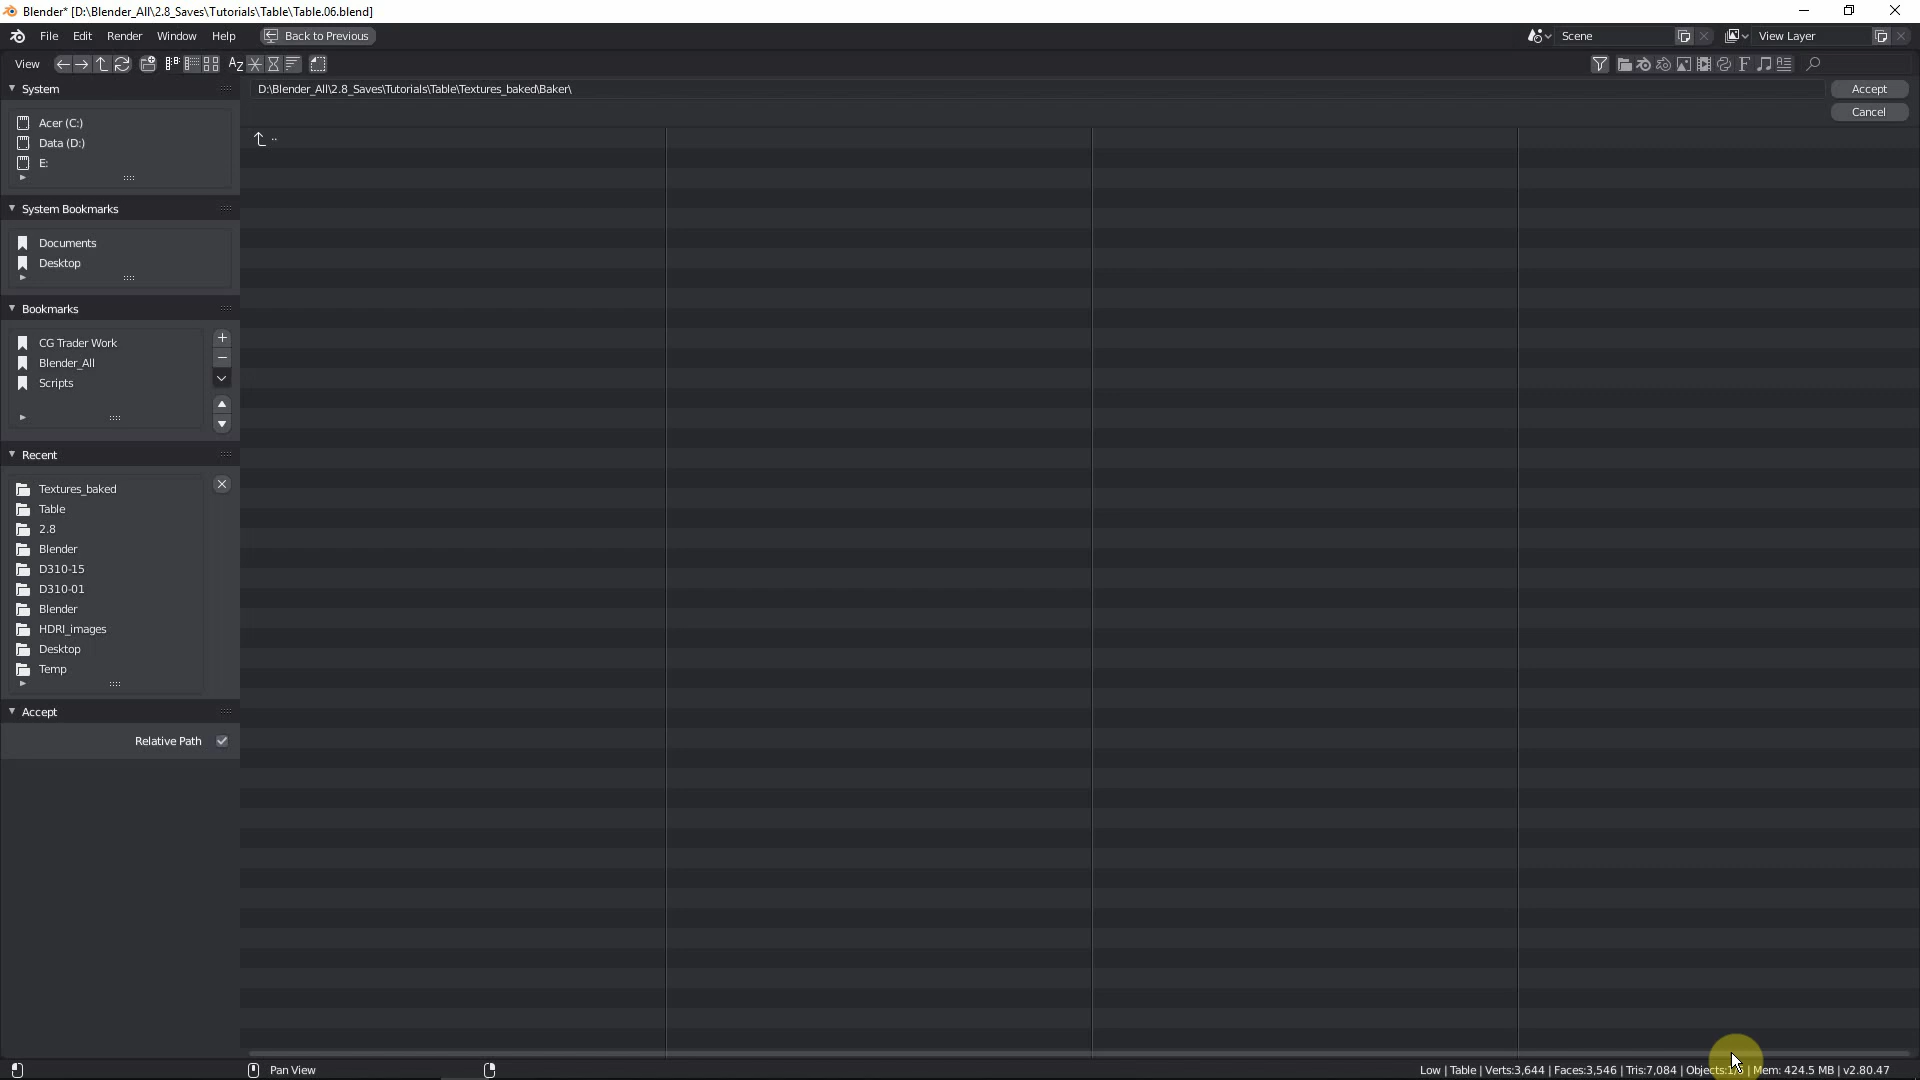 Blender* [D:\Blender_All\2.8_Saves\Tutorials\Table\Table.06.blend]
File Edit Render Window Help Back to Previous Scene View Layer
View
System
D:\Blender_All\2.8_Saves\Tutorials\Table\Textures_baked\Baker\
Accept
Cancel
Acer (C:)
..
Data (D:)
E:
System Bookmarks
Documents
Desktop
Bookmarks
CG Trader Work
Blender_All
Scripts
Recent
Textures_baked
Table
2.8
Blender
D310-15
D310-01
Blender
HDRI_images
Desktop
Temp
Accept
Relative Path
Pan View
Low | Table | Verts:3,644 | Faces:3,546 | Tris:7,084 | Objects:1/ | Mem: 424.5 MB | v2.80.47